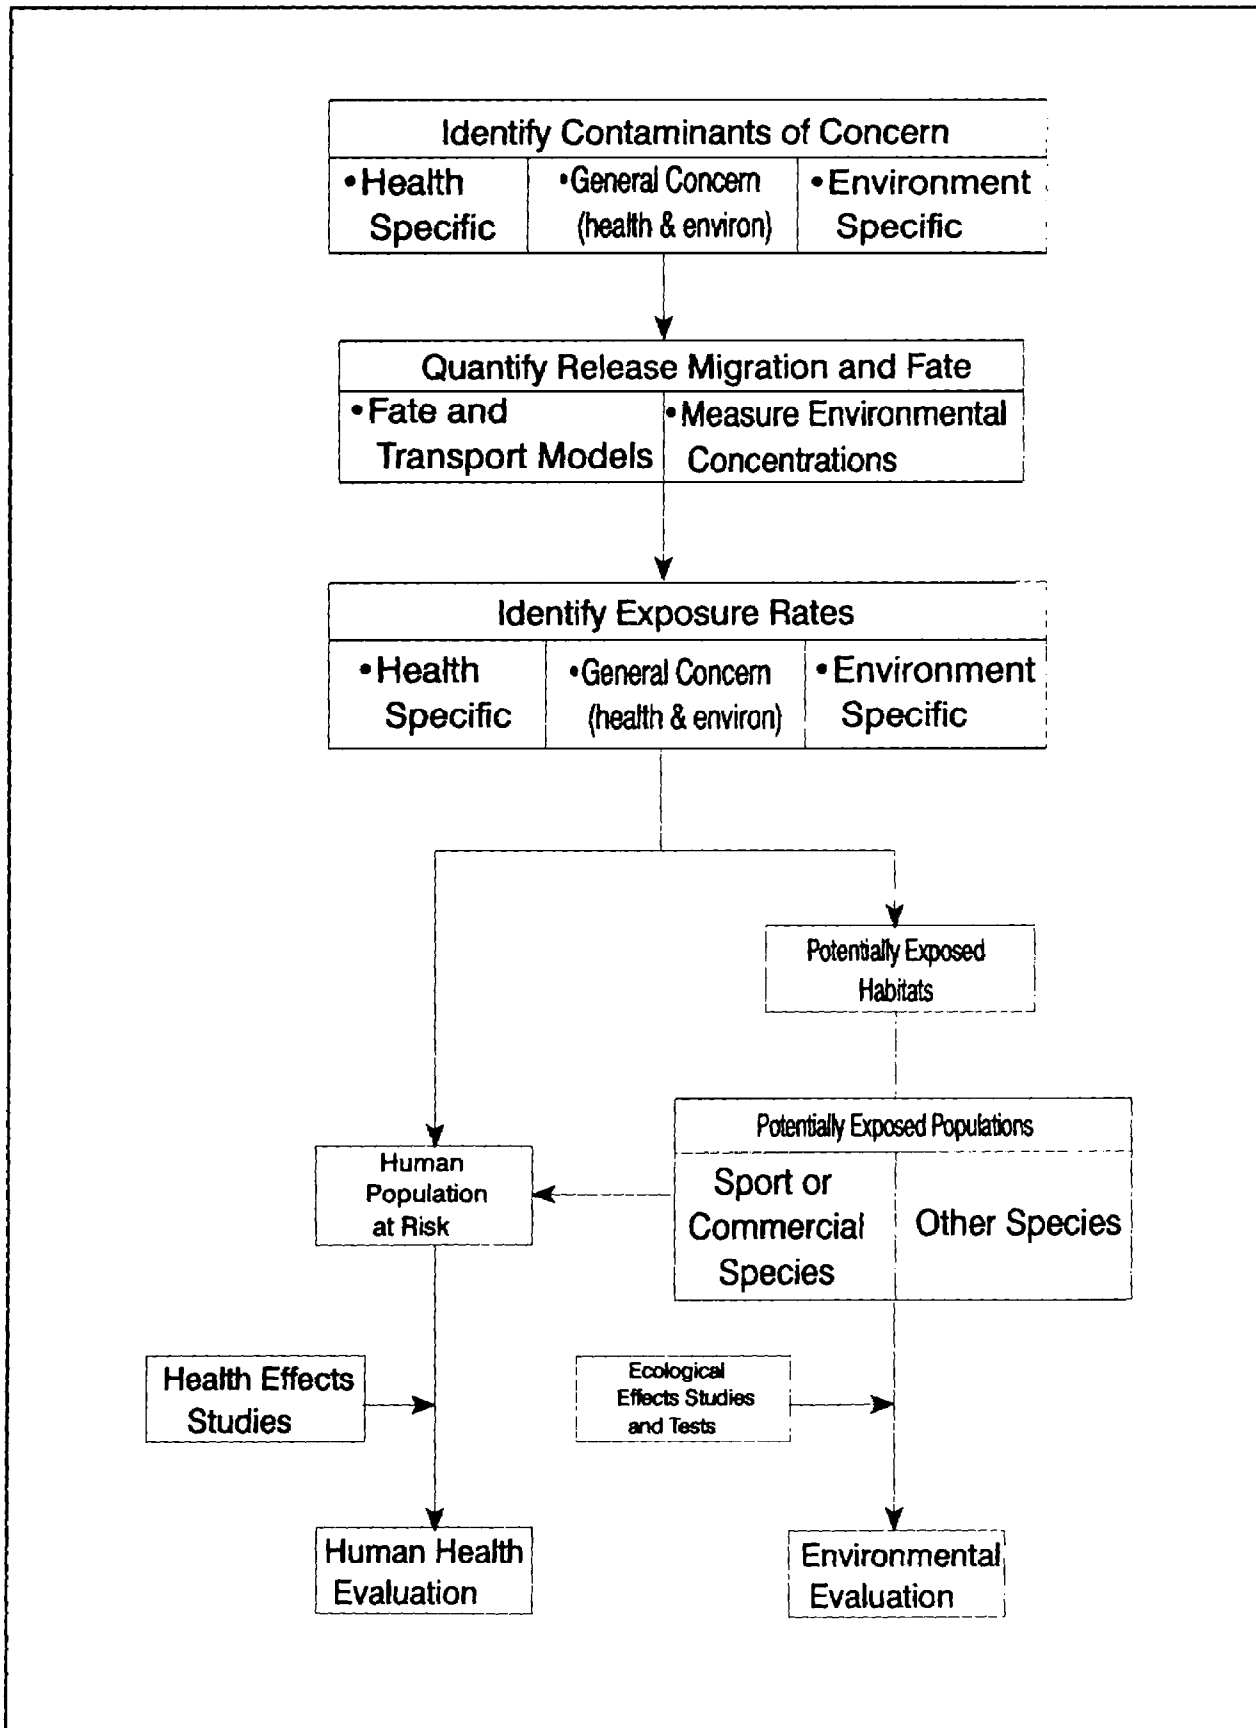 Identify Contaminants of Concern
•Health
Specific
•General Concern
(health & environ)
•Environment
Specific
Quantify Release Migration and Fate
•Fate and
Transport Models
•Measure Environmental
Concentrations
Identify Exposure Rates
•Health
Specific
•General Concern
(health & environ)
•Environment
Specific
Potentially Exposed
Habitats
Potentially Exposed Populations
Sport or
Commercial
Species
Other Species
Human
Population
at Risk
Health Effects
Studies
Ecological
Effects Studies
and Tests
Human Health
Evaluation
Environmental
Evaluation